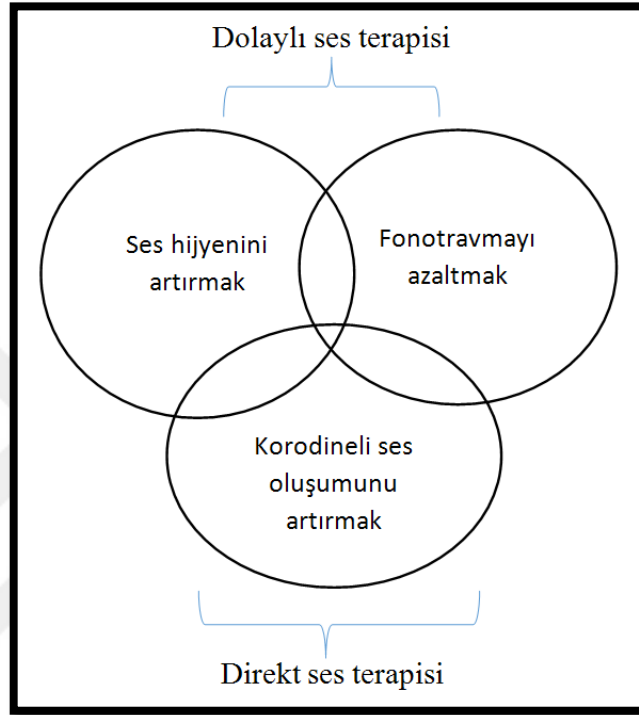 Dolaylı ses terapisi
Ses hijyenini
artırmak
Fonotravmayı
azaltmak
Korodineli ses
oluşumunu
artırmak
Direkt ses terapisi